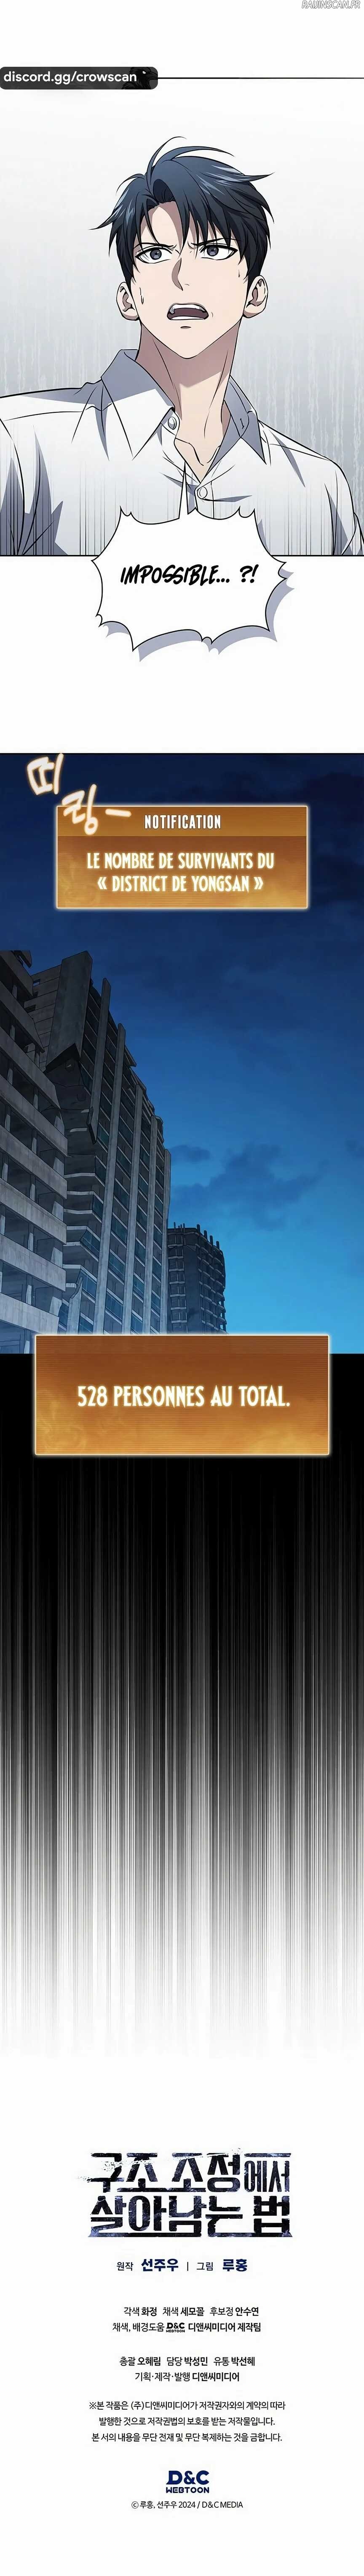 RAIJINSCAN.FR
discord.gg/crowscan
IMPOSSIBLE... ?!
띠
링ㅡ
NOTIFICATION
LE NOMBRE DE SURVIVANTS DU
« DISTRICT DE YONGSAN »
528 PERSONNES AU TOTAL.
구조 조정에서
살아남는 법
원작 선주우 | 그림 루홍
각색 화정 채색 세모꼴 후보정 안수연
채색, 배경도움 D&C WEBTOON 디앤씨미디어 제작팀
총괄 오혜림 담당 박성민 유통 박선혜
기획·제작·발행 디앤씨미디어
※본 작품은 (주)디앤씨미디어가 저작권자와의 계약의 따라
발행한 것으로 저작권법의 보호를 받는 저작물입니다.
본 서의 내용을 무단 전재 및 무단 복제하는 것을 금합니다.
D&C
WEBTOON
© 루홍, 선주우 2024 / D&C MEDIA